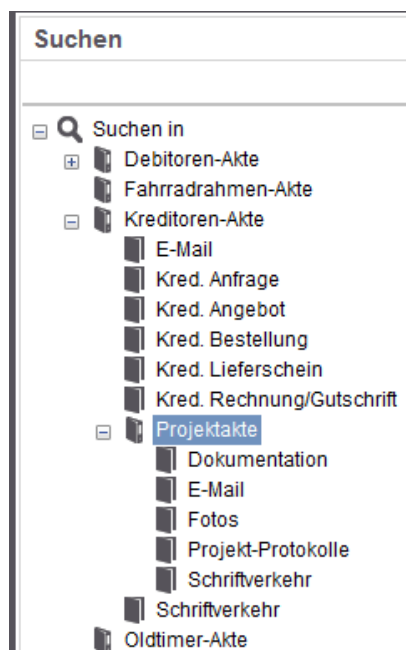 Suchen
Suchen in
Debitoren-Akte
Fahrradrahmen-Akte
Kreditoren-Akte
E-Mail
Kred. Anfrage
Kred. Angebot
Kred. Bestellung
Kred. Lieferschein
Kred. Rechnung/Gutschrift
Projektakte
Dokumentation
E-Mail
Fotos
Projekt-Protokolle
Schriftverkehr
Schriftverkehr
Oldtimer-Akte